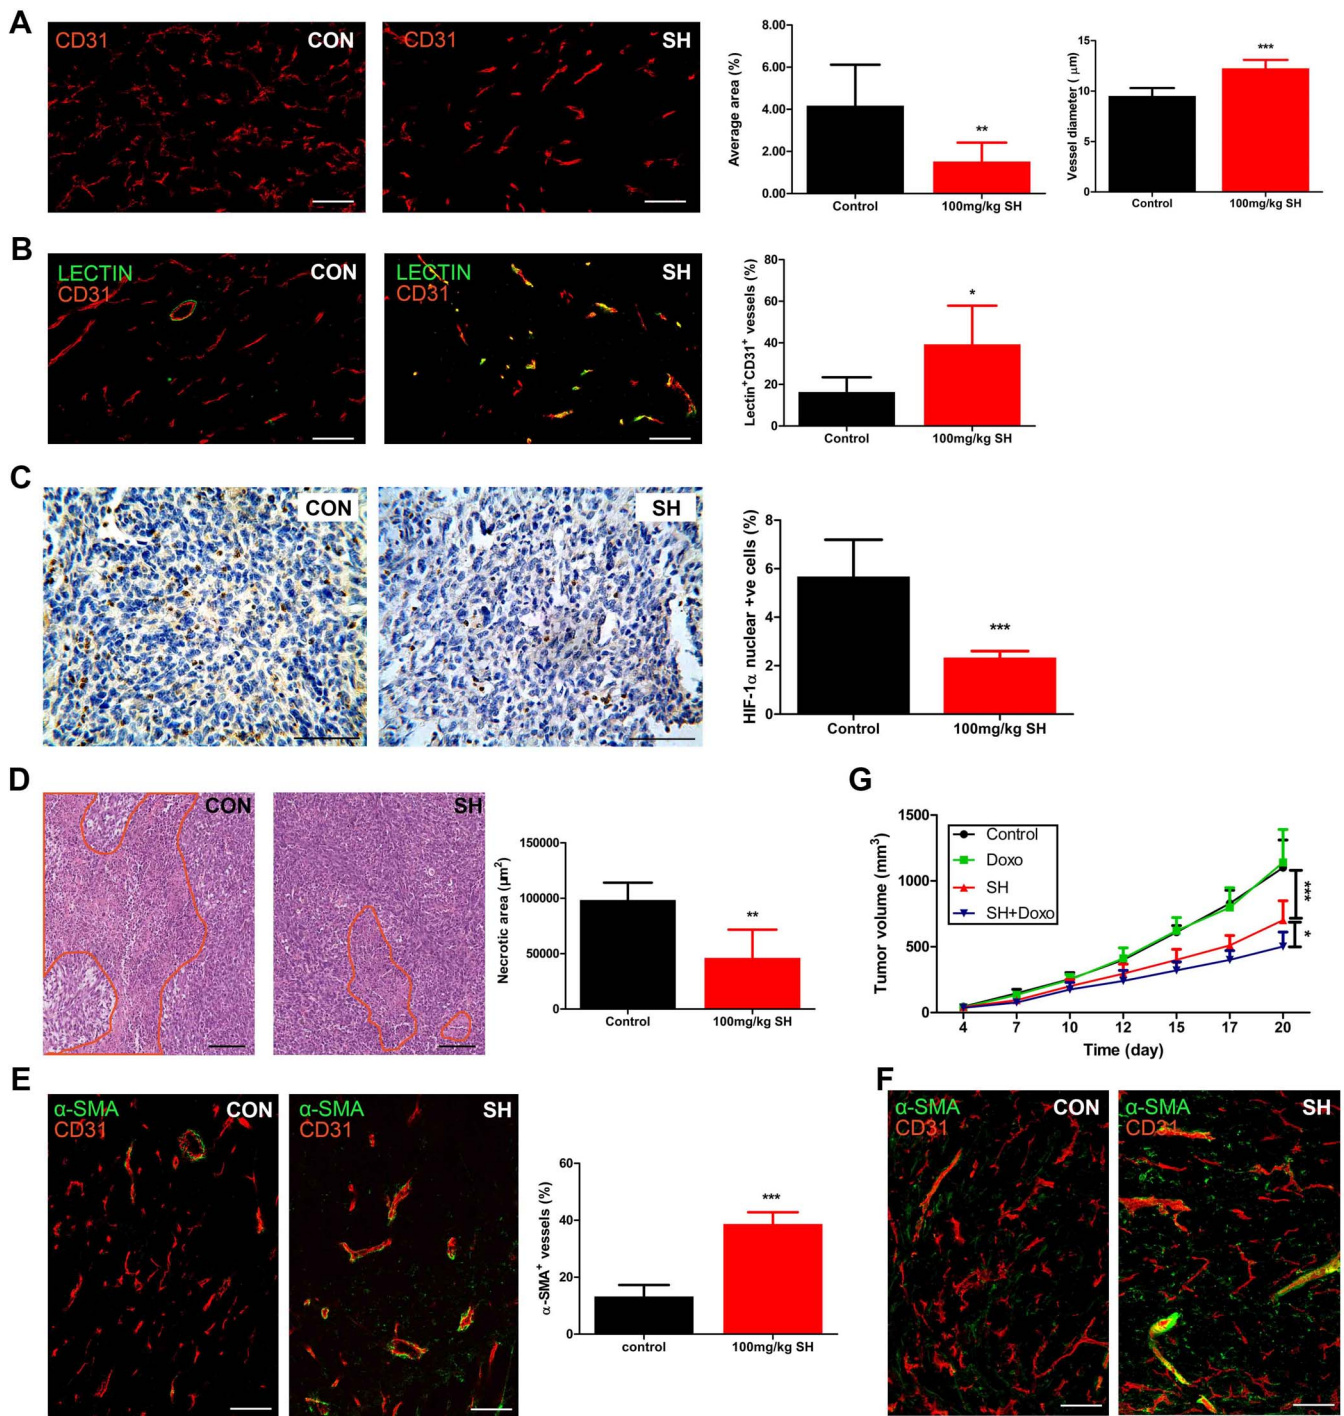 A
CD31
CON
CD31
SH
Average area (%)
8.00
6.00
4.00
2.00
0.00
**
Control
100mg/kg SH
Vessel diameter ( μm)
15
10
5
0
***
Control
100mg/kg SH
B
LECTIN
CD31
CON
LECTIN
CD31
SH
Lectin+CD31+ vessels (%)
80
60
40
20
0
*
Control
100mg/kg SH
C
CON
SH
HIF-1α nuclear +ve cells (%)
8
6
4
2
0
***
Control
100mg/kg SH
D
CON
SH
Necrotic area (μm²)
150000
100000
50000
0
**
Control
100mg/kg SH
G
Tumor volume (mm³)
1500
1000
500
0
Control
Doxo
SH
SH+Doxo
***
*
4 7 10 12 15 17 20
Time (day)
E
α-SMA
CD31
CON
α-SMA
CD31
SH
α-SMA+ vessels (%)
60
40
20
0
***
control
100mg/kg SH
F
α-SMA
CD31
CON
α-SMA
CD31
SH